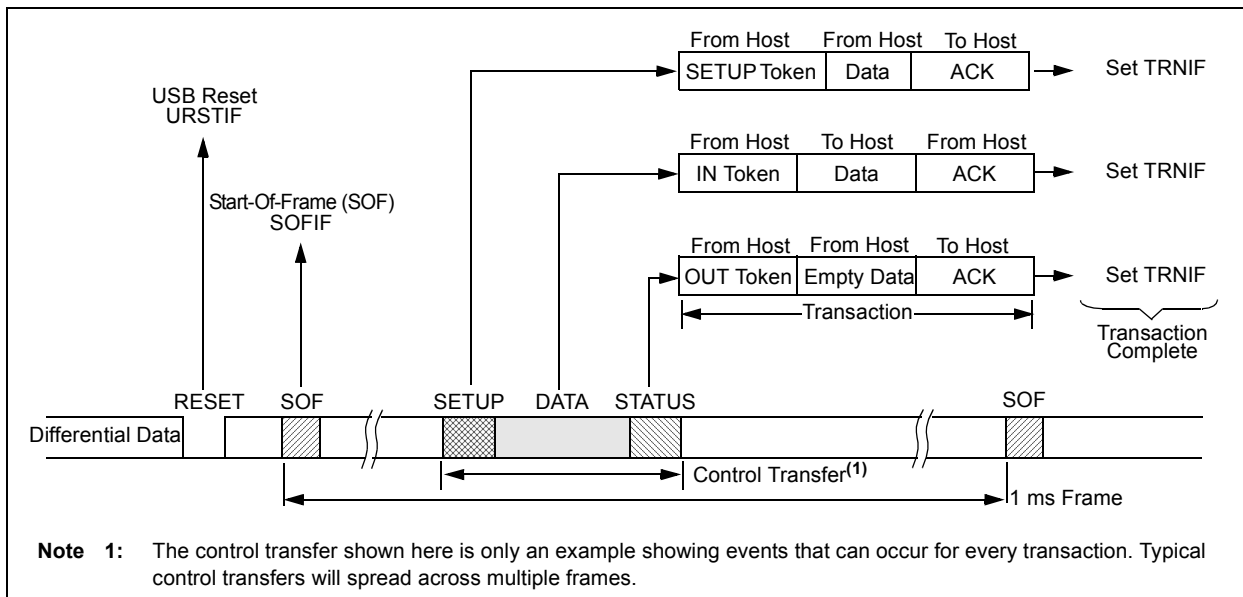 From Host From Host To Host
SETUP Token Data ACK Set TRNIF
USB Reset
URSTIF
From Host To Host From Host
IN Token Data ACK Set TRNIF
Start-Of-Frame (SOF)
SOFIF
From Host From Host To Host
OUT Token Empty Data ACK Set TRNIF
Transaction
Transaction
Complete
RESET SOF SETUP DATA STATUS SOF
Differential Data
Control Transfer(1)
1 ms Frame
Note 1: The control transfer shown here is only an example showing events that can occur for every transaction. Typical
control transfers will spread across multiple frames.